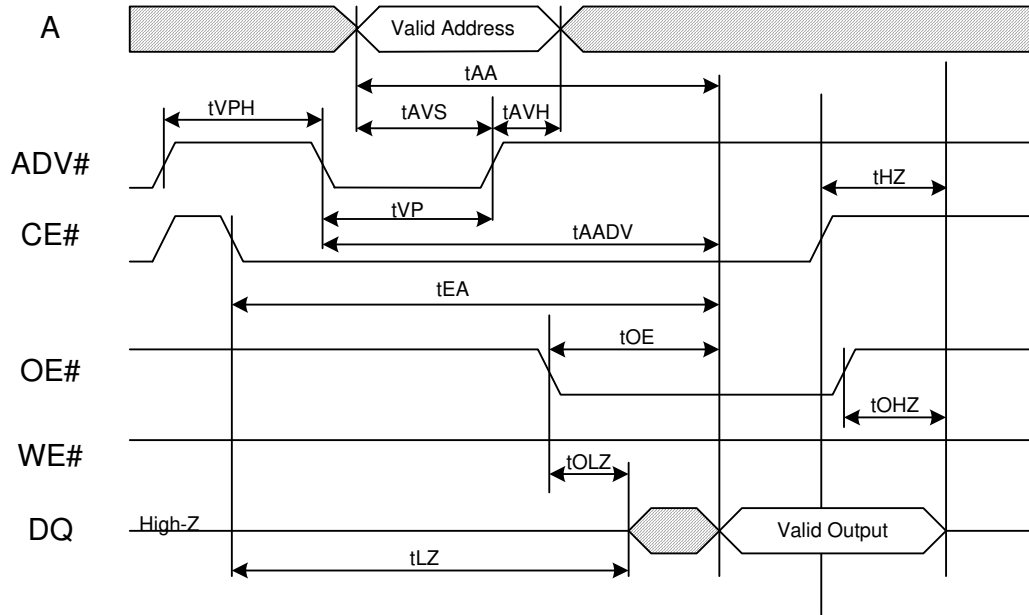 A
Valid Address
tAA
tVPH
tAVS
tAVH
ADV#
tHZ
tVP
CE#
tAADV
tEA
tOE
OE#
tOHZ
WE#
tOLZ
DQ
High-Z
Valid Output
tLZ